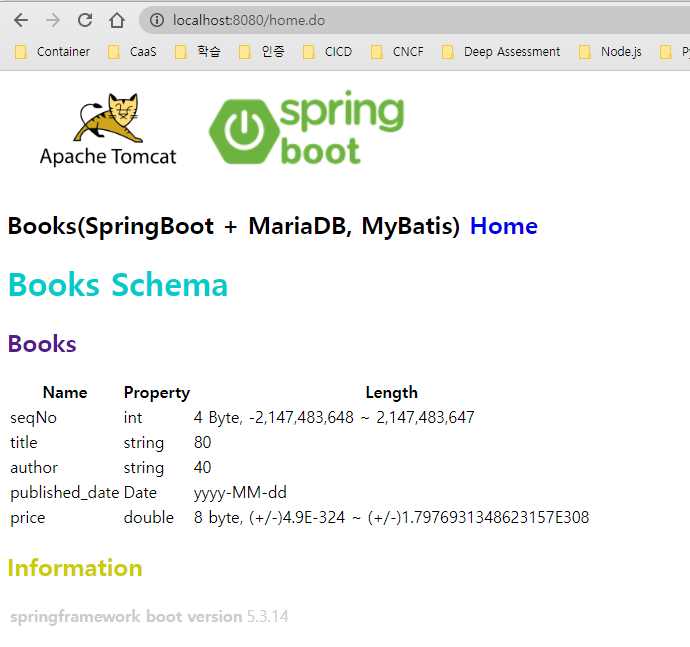 localhost:8080/home.do
Container CaaS 학습 인증 CICD CNCF Deep Assessment Node.js
Apache Tomcat
spring
boot
Books(SpringBoot + MariaDB, MyBatis) Home
Books Schema
Books
Name Property Length
seqNo int 4 Byte, -2,147,483,648 ~ 2,147,483,647
title string 80
author string 40
published_date Date yyyy-MM-dd
price double 8 byte, (+/-)4.9E-324 ~ (+/-)1.7976931348623157E308
Information
springframework boot version 5.3.14